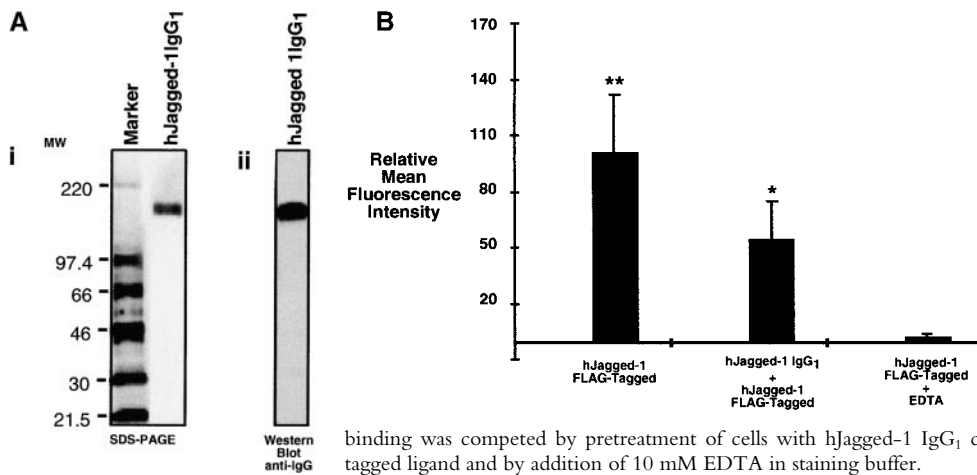 A
Marker
hJagged-1IgG1
i
MW
220
97.4
66
46
30
21.5
SDS-PAGE
hJagged 1IgG1
ii
Western
Blot
anti-IgG
B
Relative
Mean
Fluorescence
Intensity
170
140
110
80
50
20
**
*
hJagged-1
FLAG-Tagged
hJagged-1 IgG1
+
hJagged-1
FLAG-Tagged
hJagged-1
FLAG-Tagged
+
EDTA
binding was competed by pretreatment of cells with hJagged-1 IgG1
tagged ligand and by addition of 10 mM EDTA in staining buffer.